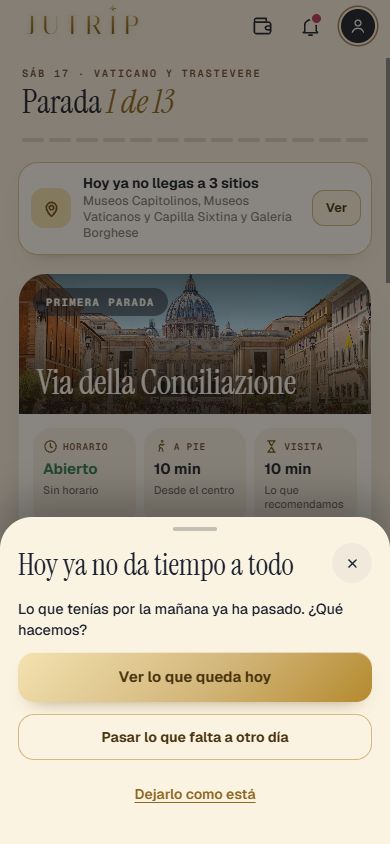 JUTRIP
SÁB 17 · VATICANO Y TRASTEVERE
Parada 1 de 13
Hoy ya no llegas a 3 sitios
Museos Capitolinos, Museos
Vaticanos y Capilla Sixtina y Galería
Borghese
Ver
PRIMERA PARADA
Via della Conciliazione
HORARIO
Abierto
Sin horario
A PIE
10 min
Desde el centro
VISITA
10 min
Lo que
recomendamos
Hoy ya no da tiempo a todo
Lo que tenías por la mañana ya ha pasado. ¿Qué
hacemos?
Ver lo que queda hoy
Pasar lo que falta a otro día
Dejarlo como está